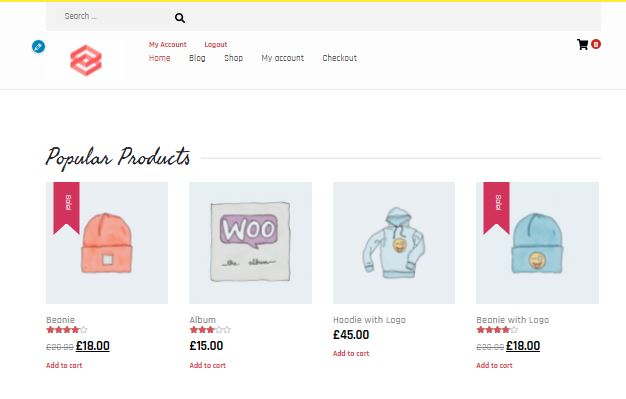 Search ...
My Account Logout
Home Blog Shop My account Checkout
0
Popular Products
Sale!
WOO
the album
Sale!
Beanie
£20.00 £18.00
Add to cart
Album
£15.00
Add to cart
Hoodie with Logo
£45.00
Add to cart
Beanie with Logo
£20.00 £18.00
Add to cart